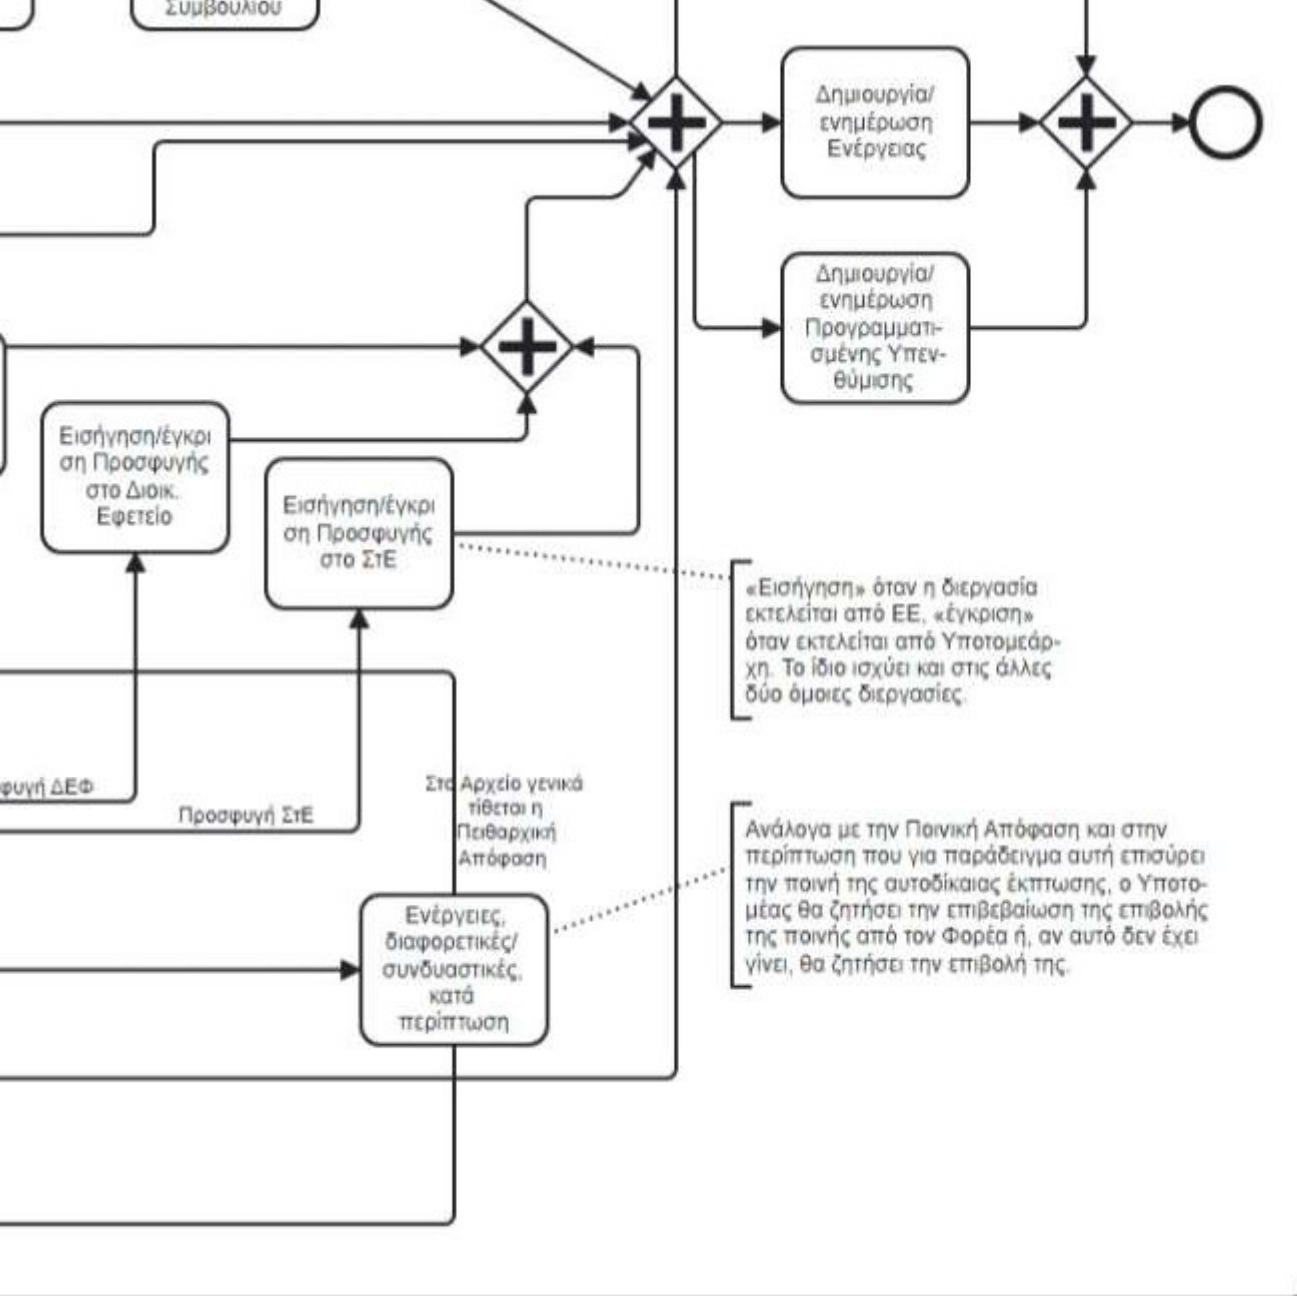 Συμβουλίου
Δημιουργία/
ενημέρωση
Ενέργειας
Δημιουργία/
ενημέρωση
Προγραμματι-
σμένης Υπεν-
θύμισης
Εισήγηση/έγκρι
ση Προσφυγής
στο Διοικ.
Εφετείο
Εισήγηση/έγκρι
ση Προσφυγής
στο ΣτΕ
«Εισήγηση» όταν η διεργασία
εκτελείται από ΕΕ, «έγκριση»
όταν εκτελείται από Υποτομεάρ-
χη. Το ίδιο ισχύει και στις άλλες
δύο όμοιες διεργασίες.
φυγή ΔΕΦ
Προσφυγή ΣτΕ
Στο Αρχείο γενικά
τίθεται η
Πειθαρχική
Απόφαση
Ανάλογα με την Ποινική Απόφαση και στην
περίπτωση που για παράδειγμα αυτή επισύρει
την ποινή της αυτοδίκαιας έκπτωσης, ο Υποτο-
μέας θα ζητήσει την επιβεβαίωση της επιβολής
της ποινής από τον Φορέα ή, αν αυτό δεν έχει
γίνει, θα ζητήσει την επιβολή της.
Ενέργειες,
διαφορετικές/
συνδυαστικές,
κατά
περίπτωση